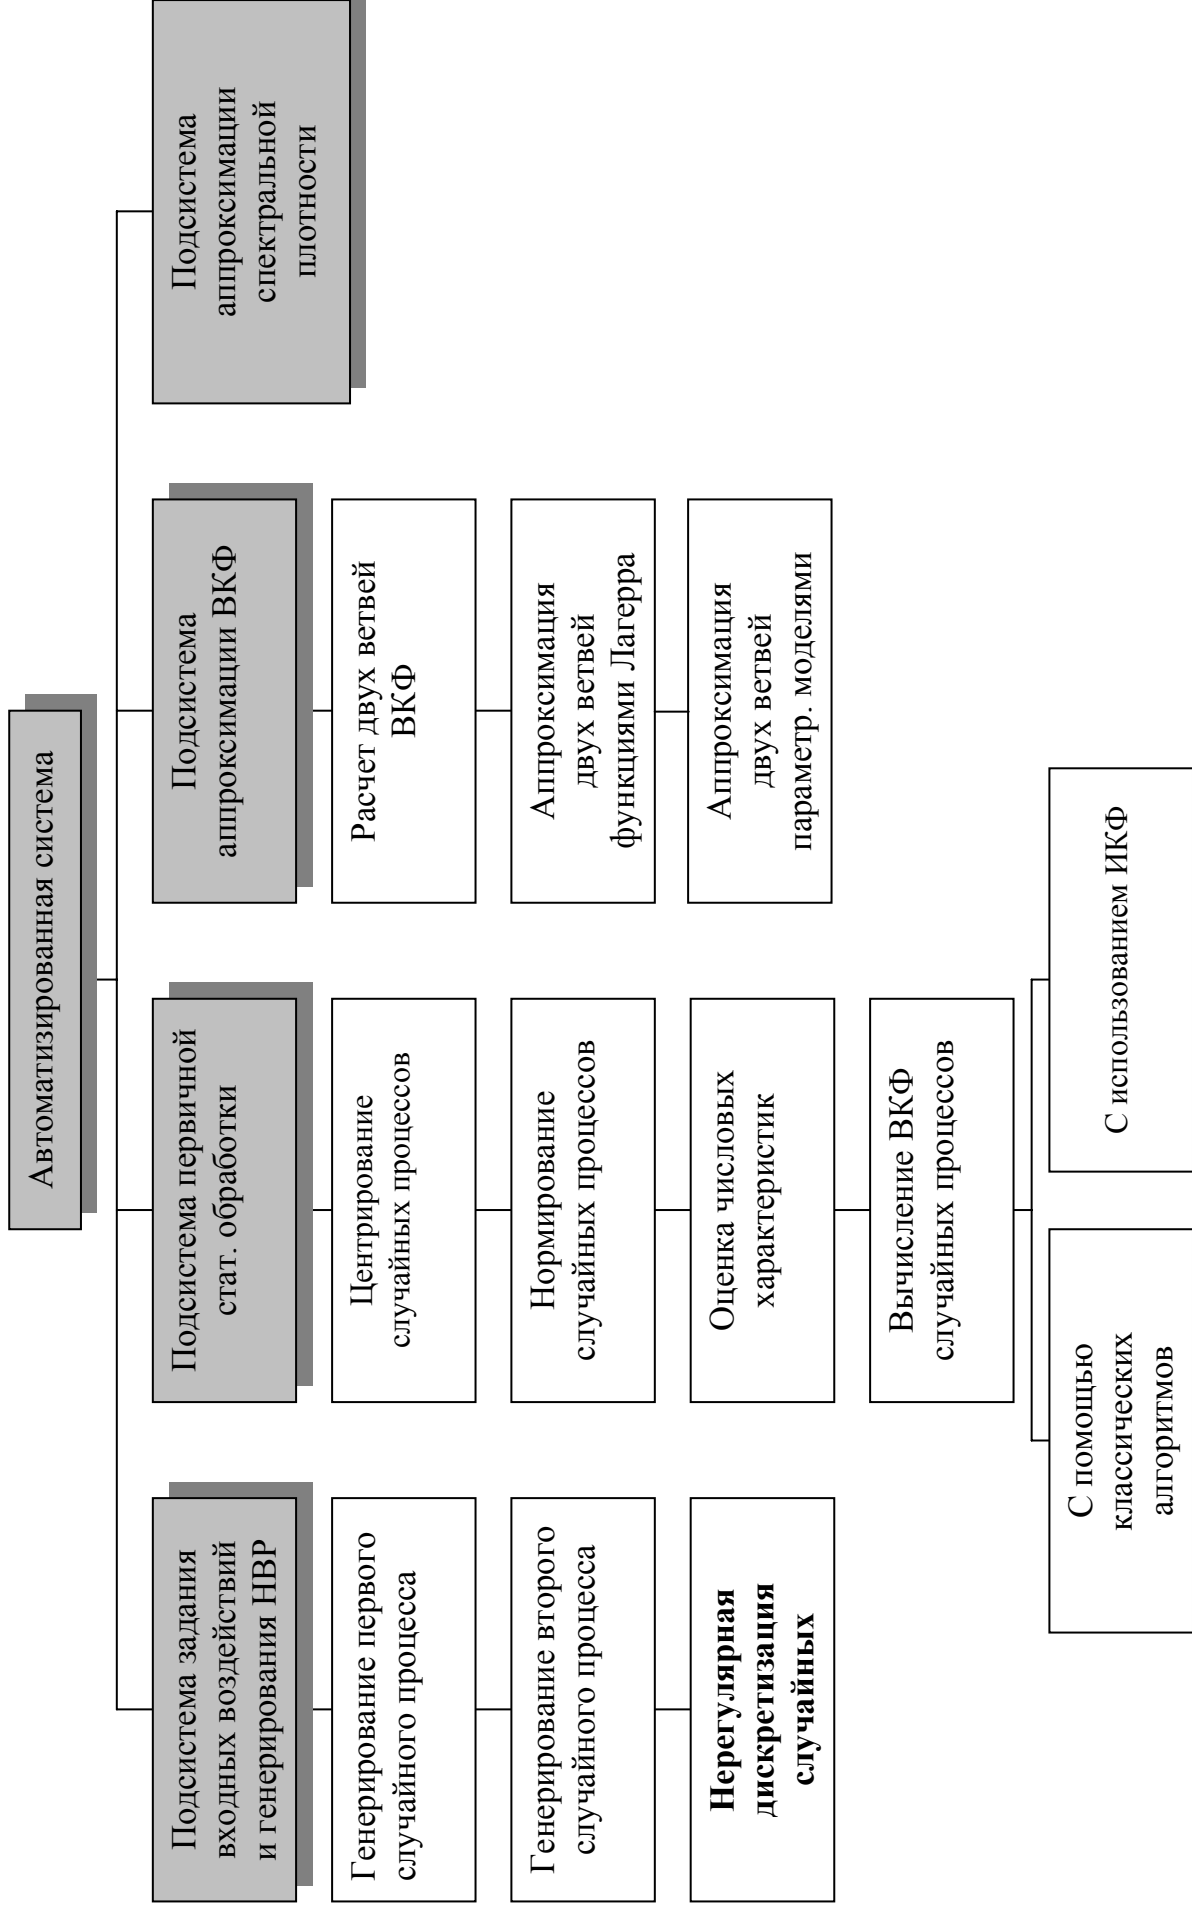 Автоматизированная система
Подсистема задания
входных воздействий
и генерирования НВР
Генерирование первого
случайного процесса
Генерирование второго
случайного процесса
Нерегулярная
дискретизация
случайных
Подсистема первичной
стат. обработки
Центрирование
случайных процессов
Нормирование
случайных процессов
Оценка числовых
характеристик
Вычисление ВКФ
случайных процессов
С помощью
классических
алгоритмов
С использованием ИКФ
Подсистема
аппроксимации ВКФ
Расчет двух ветвей
ВКФ
Аппроксимация
двух ветвей
функциями Лагерра
Аппроксимация
двух ветвей
параметр. моделями
Подсистема
аппроксимации
спектральной
плотности